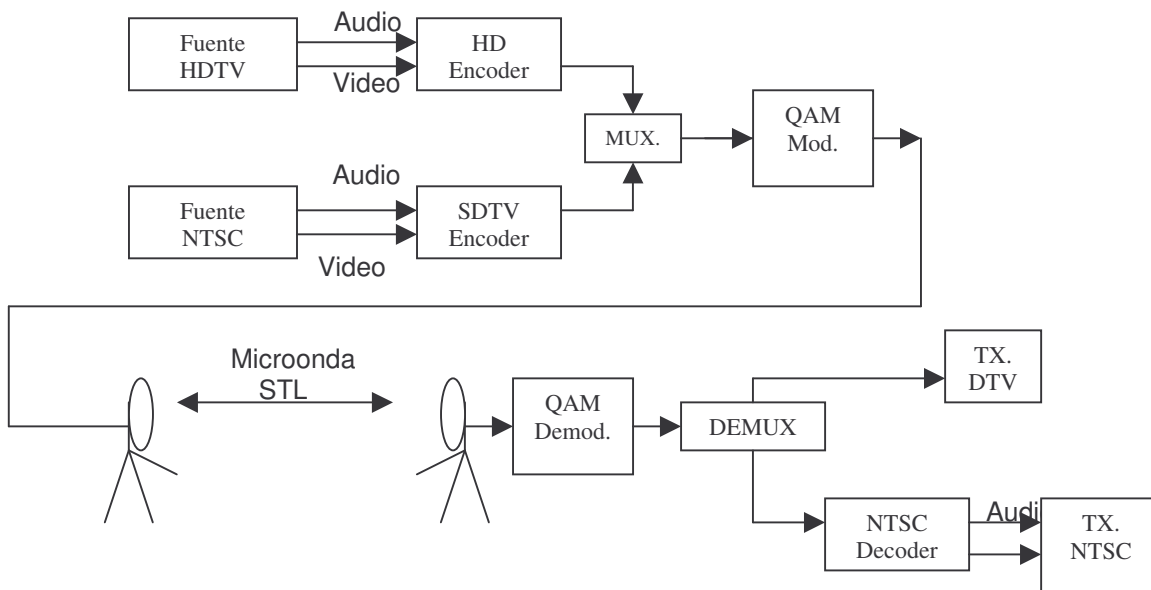 Audio
Fuente
HDTV
Video
HD
Encoder
MUX.
QAM
Mod.
Audio
Fuente
NTSC
Video
SDTV
Encoder
Microonda
STL
QAM
Demod.
DEMUX
TX.
DTV
NTSC
Decoder
Audi
TX.
NTSC